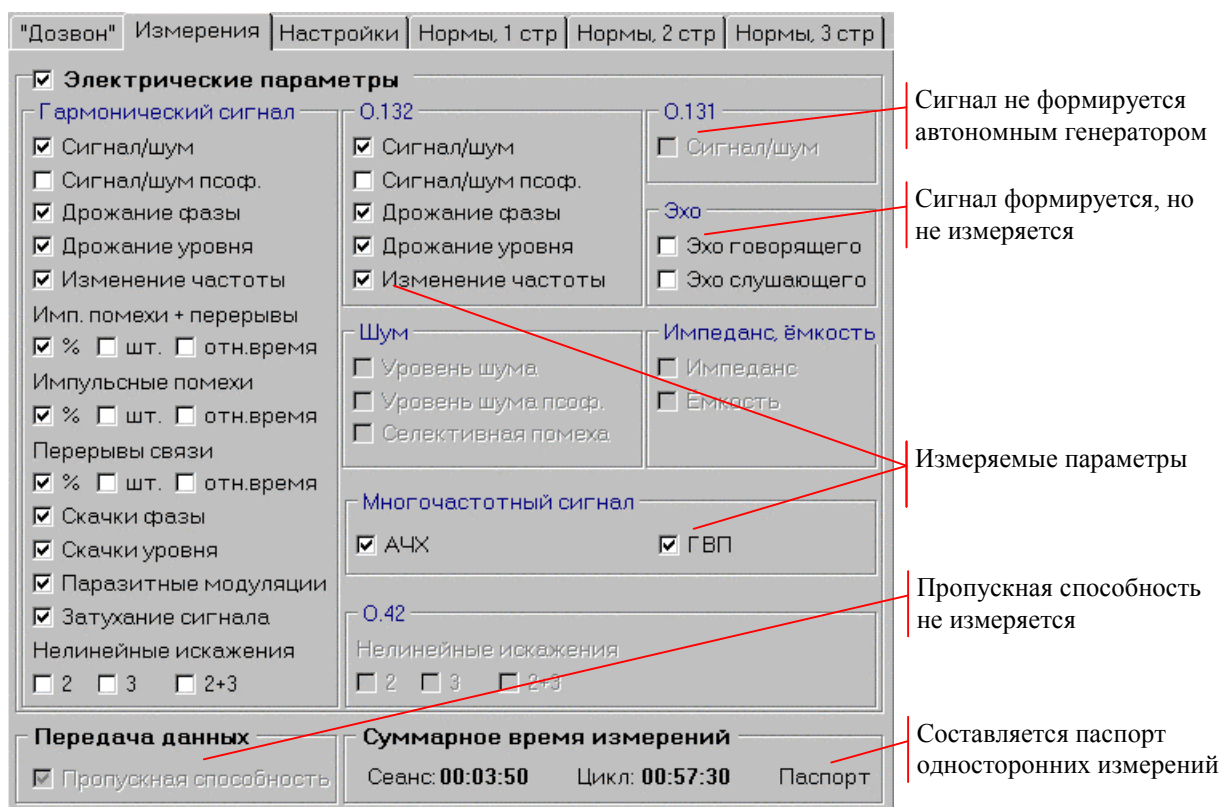 "Дозвон" Измерения Настройки Нормы, 1 стр Нормы, 2 стр Нормы, 3 стр
Электрические параметры
Гармонический сигнал
Сигнал/шум
Сигнал/шум псоф.
Дрожание фазы
Дрожание уровня
Изменение частоты
Имп. помехи + перерывы
% шт. отн.время
Импульсные помехи
% шт. отн.время
Перерывы связи
% шт. отн.время
Скачки фазы
Скачки уровня
Паразитные модуляции
Затухание сигнала
Нелинейные искажения
2 3 2+3
О.132
Сигнал/шум
Сигнал/шум псоф.
Дрожание фазы
Дрожание уровня
Изменение частоты
О.131
Сигнал/шум
Эхо
Эхо говорящего
Эхо слушающего
Шум
Уровень шума
Уровень шума псоф.
Селективная помеха
Импеданс, ёмкость
Импеданс
Емкость
Многочастотный сигнал
АЧХ ГВП
О.42
Нелинейные искажения
2 3 2+3
Передача данных
Пропускная способность
Суммарное время измерений
Сеанс: 00:03:50 Цикл: 00:57:30 Паспорт
Сигнал не формируется
автономным генератором
Сигнал формируется, но
не измеряется
Измеряемые параметры
Пропускная способность
не измеряется
Составляется паспорт
односторонних измерений